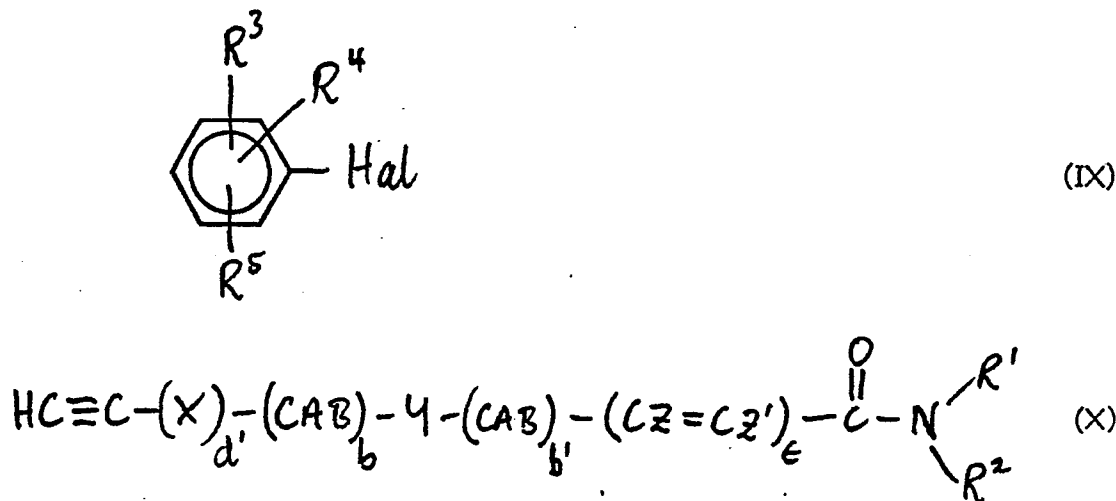 R³
R⁴
Hal
(IX)
R⁵
O
HC≡C-(X)d'-(CAB)b-Y-(CAB)b'-(CZ=CZ')e-C-N
R¹
(X)
R²